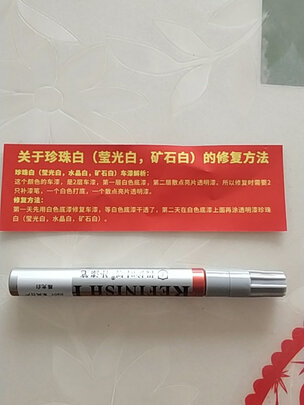 关于珍珠白（莹光白，矿石白）的修复方法
珍珠白（莹光白，水晶白，矿石白）车漆解析：
这个颜色的车漆，是2层车漆，第一层白色底漆，第二层散点亮片透明漆，所以修复时需要2
只补漆笔，一个白色打底，一个散点亮片透明漆。
修复方法：
第一天先用白色底漆修复车漆，等白色底漆干透了，第二天在白色底漆上面再涂透明漆珍珠
白（莹光白，水晶白，矿石白）。
REFINISH